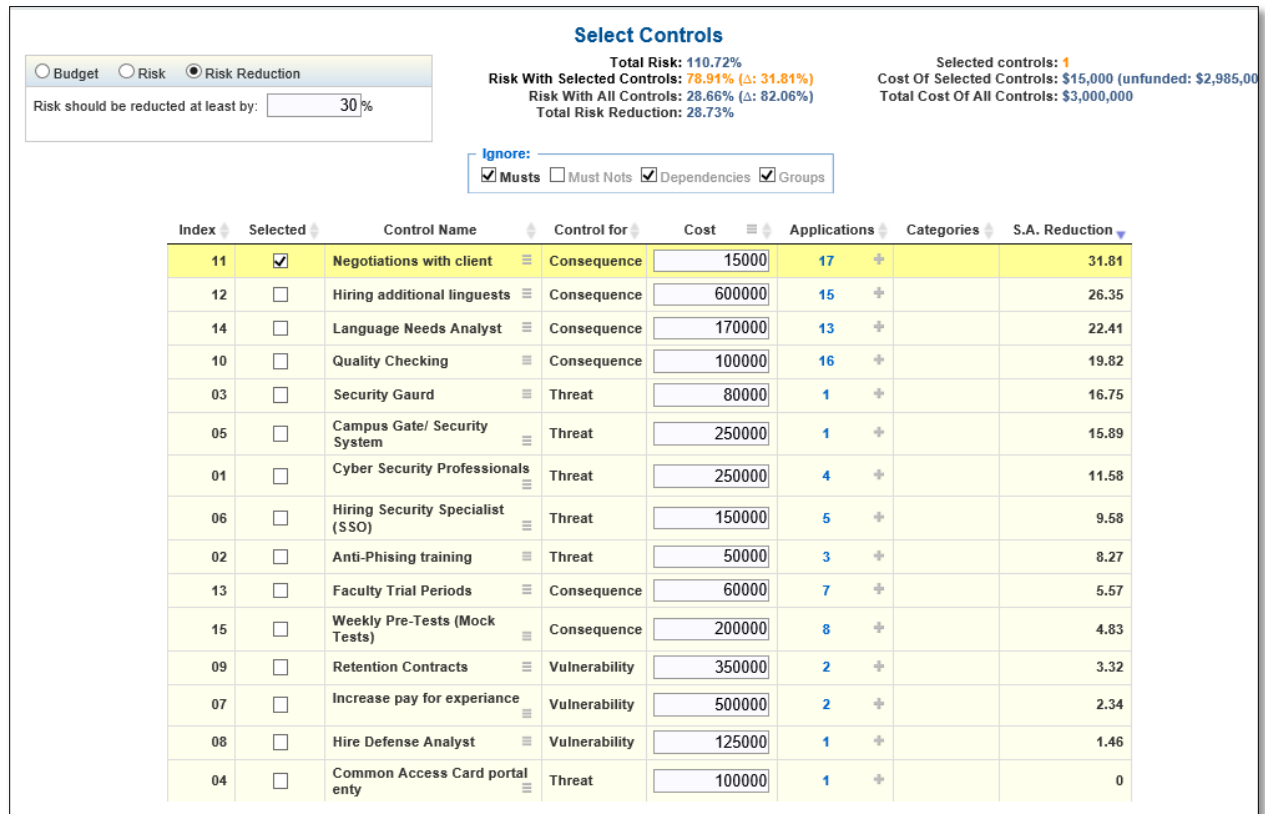 Select Controls
Budget Risk Risk Reduction
Risk should be reducted at least by: 30 %
Total Risk: 110.72%
Risk With Selected Controls: 78.91% (Δ: 31.81%)
Risk With All Controls: 28.66% (Δ: 82.06%)
Total Risk Reduction: 28.73%
Selected controls: 1
Cost Of Selected Controls: $15,000 (unfunded: $2,985,00
Total Cost Of All Controls: $3,000,000
Ignore:
Musts Must Nots Dependencies Groups
Index Selected Control Name Control for Cost Applications Categories S.A. Reduction
11 Negotiations with client Consequence 15000 17 31.81
12 Hiring additional linguests Consequence 600000 15 26.35
14 Language Needs Analyst Consequence 170000 13 22.41
10 Quality Checking Consequence 100000 16 19.82
03 Security Gaurd Threat 80000 1 16.75
05 Campus Gate/ Security
System Threat 250000 1 15.89
01 Cyber Security Professionals Threat 250000 4 11.58
06 Hiring Security Specialist
(SSO) Threat 150000 5 9.58
02 Anti-Phising training Threat 50000 3 8.27
13 Faculty Trial Periods Consequence 60000 7 5.57
15 Weekly Pre-Tests (Mock
Tests) Consequence 200000 8 4.83
09 Retention Contracts Vulnerability 350000 2 3.32
07 Increase pay for experiance Vulnerability 500000 2 2.34
08 Hire Defense Analyst Vulnerability 125000 1 1.46
04 Common Access Card portal
enty Threat 100000 1 0